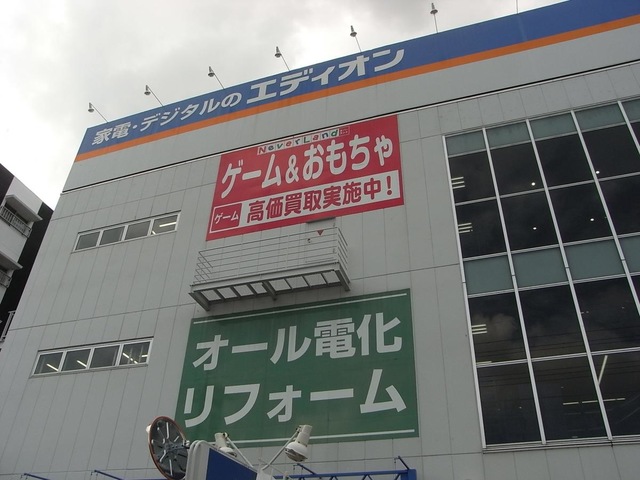 家電・デジタルの エディオン
NeverLand
ゲーム&おもちゃ
ゲーム 高価買取実施中!
オール電化
リフォーム